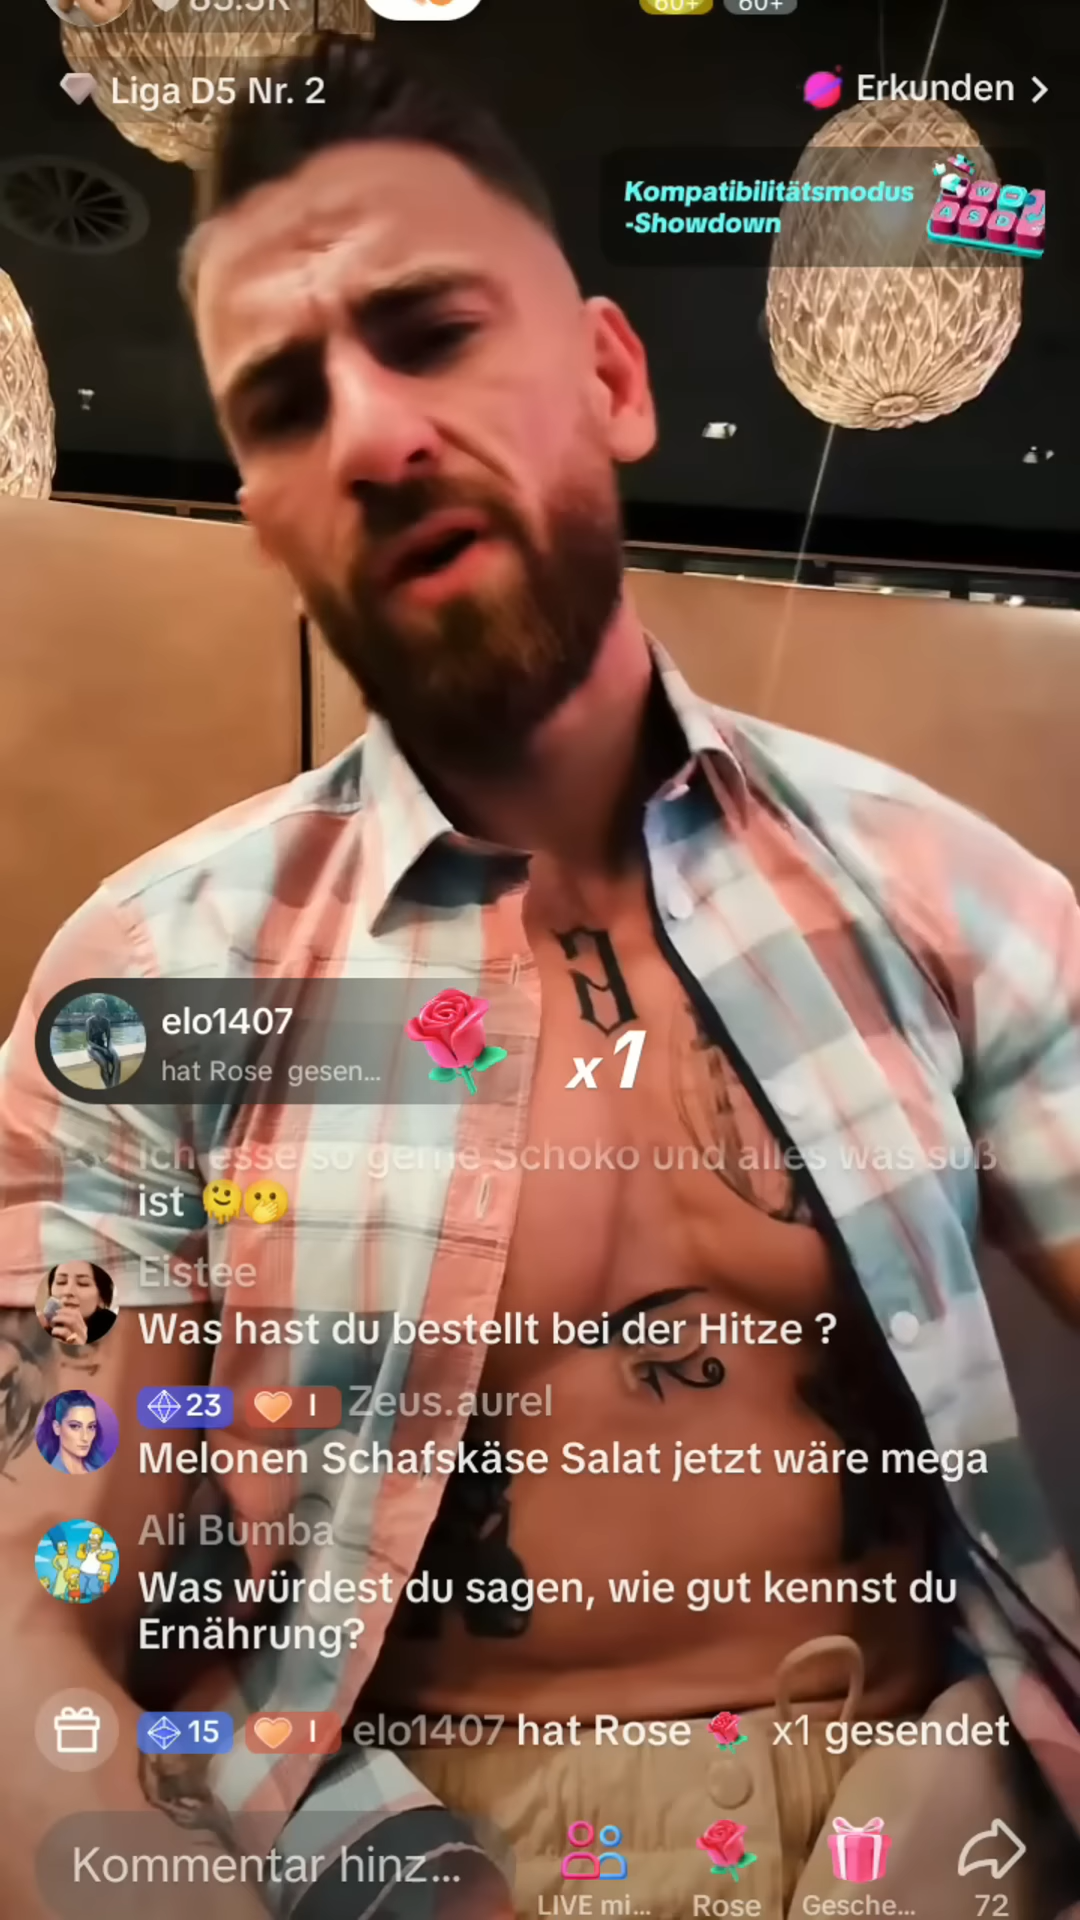 60+ 60+
Liga D5 Nr. 2
Erkunden
Kompatibilitätsmodus
-Showdown
W
A S D
elo1407
hat Rose gesen...
x1
Ich esse so gerne Schoko und alles was süß
ist
Eistee
Was hast du bestellt bei der Hitze ?
23 I Zeus.aurel
Melonen Schafskäse Salat jetzt wäre mega
Ali Bumba
Was würdest du sagen, wie gut kennst du
Ernährung?
15 I elo1407 hat Rose x1 gesendet
Kommentar hinz...
LIVE mi...
Rose
Gesche...
72